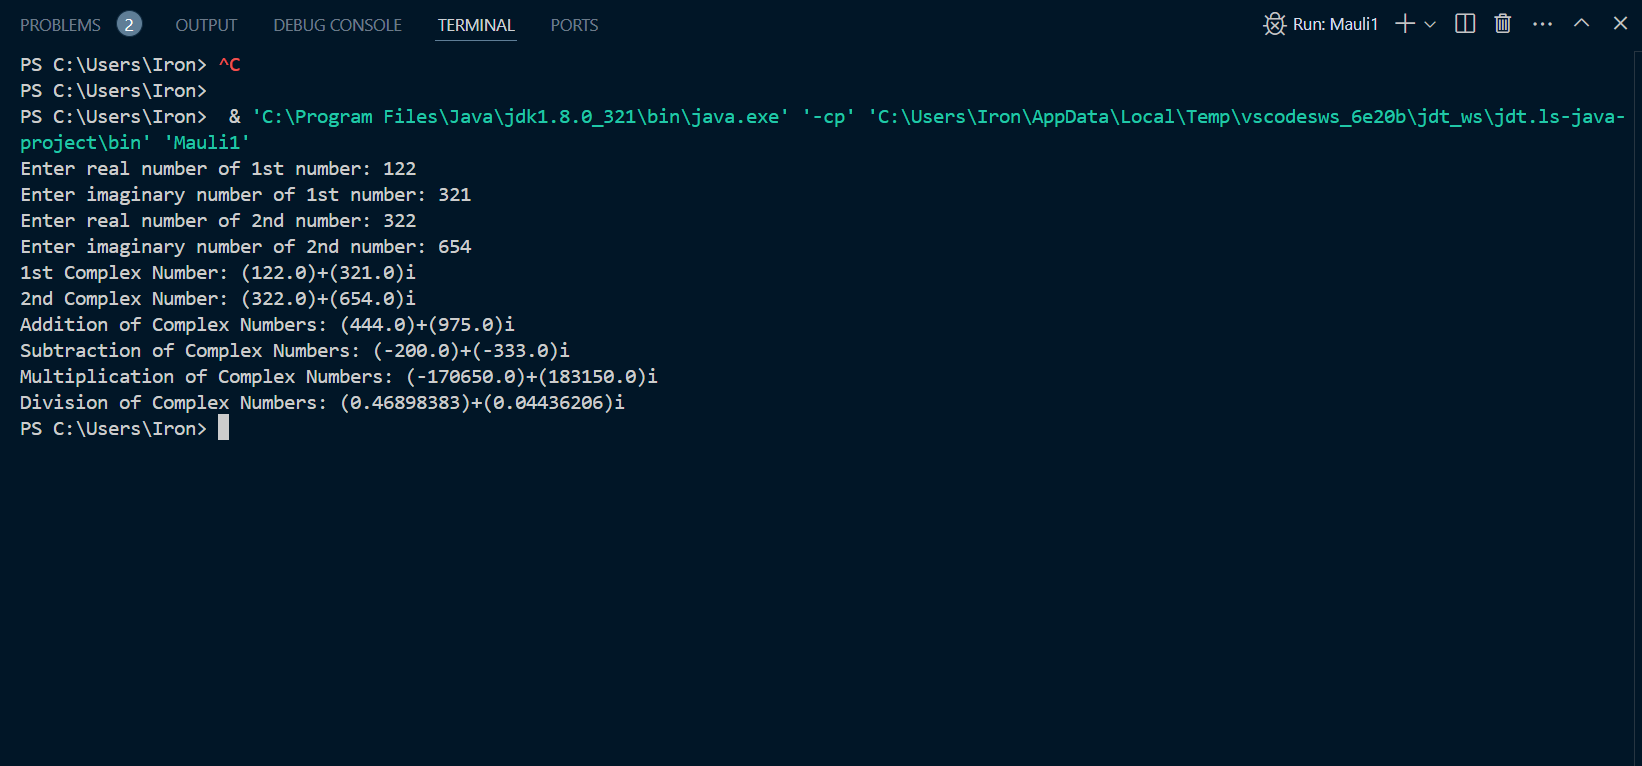 PROBLEMS 2 OUTPUT DEBUG CONSOLE TERMINAL PORTS Run: Mauli1
PS C:\Users\Iron> ^C
PS C:\Users\Iron>
PS C:\Users\Iron>  & 'C:\Program Files\Java\jdk1.8.0_321\bin\java.exe' '-cp' 'C:\Users\Iron\AppData\Local\Temp\vscodesws_6e20b\jdt_ws\jdt.ls-java-
project\bin' 'Mauli1'
Enter real number of 1st number: 122
Enter imaginary number of 1st number: 321
Enter real number of 2nd number: 322
Enter imaginary number of 2nd number: 654
1st Complex Number: (122.0)+(321.0)i
2nd Complex Number: (322.0)+(654.0)i
Addition of Complex Numbers: (444.0)+(975.0)i
Subtraction of Complex Numbers: (-200.0)+(-333.0)i
Multiplication of Complex Numbers: (-170650.0)+(183150.0)i
Division of Complex Numbers: (0.46898383)+(0.04436206)i
PS C:\Users\Iron>